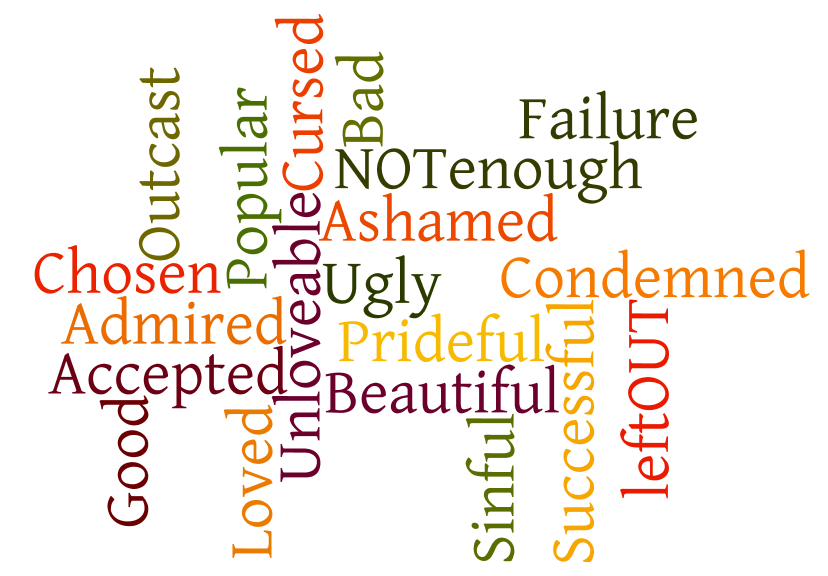 Outcast
Popular
Cursed
Bad
Failure
NOTenough
Ashamed
Chosen
Unloveable
Ugly
Condemned
Admired
Prideful
Accepted
Beautiful
Good
Loved
Sinful
Successful
leftOUT